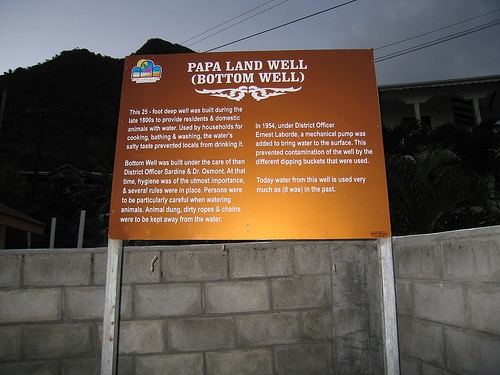 PAPA LAND WELL
(BOTTOM WELL)
This 25 - foot deep well was built during the
late 1800s to provide residents & domestic
animals with water. Used by households for
cooking, bathing & washing, the water's
salty taste prevented locals from drinking it.
Bottom Well was built under the care of then
District Officer Sardine & Dr. Osmont. At that
time, hygiene was of the utmost importance,
& several rules were in place. Persons were
to be particularly careful when watering
animals. Animal dung, dirty ropes & chains
were to be kept away from the water.
In 1954, under District Officer
Ernest Laborde, a mechanical pump was
added to bring water to the surface. This
prevented contamination of the well by the
different dipping buckets that were used.
Today water from this well is used very
much as (it was) in the past.